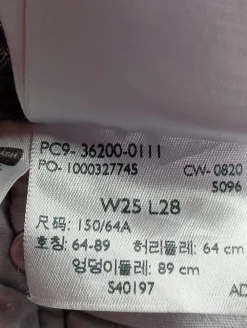 PC9- 36200-0111
PO- 1000327745 CW- 0820
5096
W25 L28
尺码: 150/64A
호칭: 64-89 허리둘레: 64 cm
엉덩이둘레: 89 cm
S40197 AD